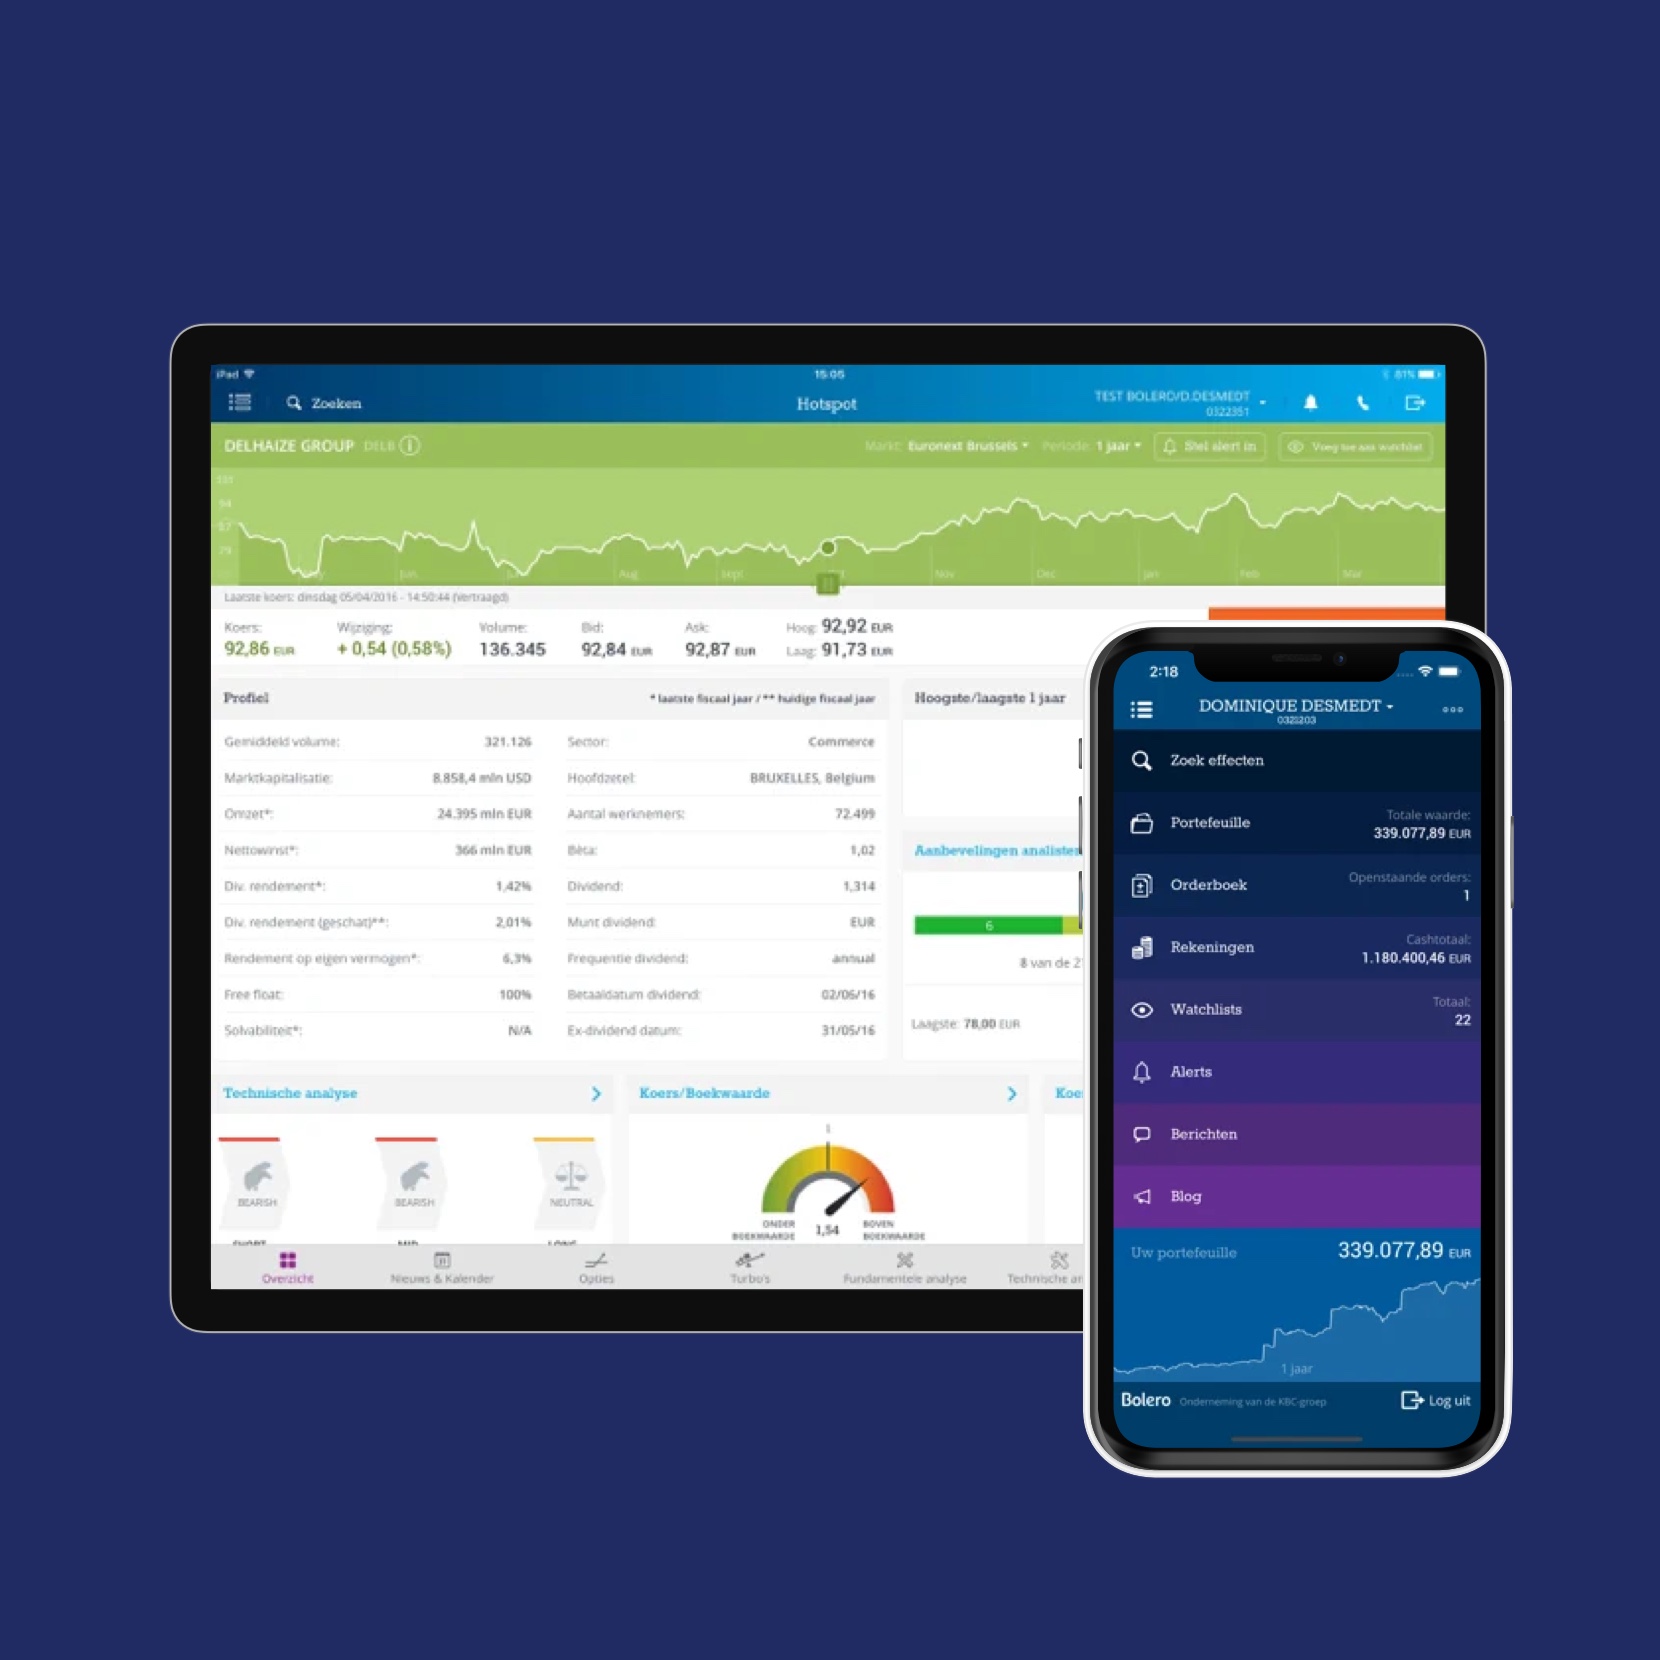 iPad
15:05
81%
Zoeken
Hotspot
TEST BOLERO/D.DESMEDT
0322351
DELHAIZE GROUP DELB
Markt: Euronext Brussels
Periode: 1 jaar
Stel alert in
Voeg toe aan watchlist
94
87
79
May
Jun
Aug
Sept
Nov
Dec
Jan
Feb
Mar
Laatste koers: dinsdag 05/04/2016 - 14:50:44 (Vertraagd)
Koers: Wijziging: Volume: Bid: Ask: Hoog: 92,92 EUR
92,86 EUR + 0,54 (0,58%) 136.345 92,84 EUR 92,87 EUR Laag: 91,73 EUR
Profiel * laatste fiscaal jaar / ** huidige fiscaal jaar
Gemiddeld volume: 321.126 Sector: Commerce
Marktkapitalisatie: 8.858,4 mln USD Hoofdzetel: BRUXELLES, Belgium
Omzet*: 24.395 mln EUR Aantal werknemers: 72.499
Nettowinst*: 366 mln EUR Bèta: 1,02
Div. rendement*: 1,42% Dividend: 1,314
Div. rendement (geschat)**: 2,01% Munt dividend: EUR
Rendement op eigen vermogen*: 6,3% Frequentie dividend: annual
Free float: 100% Betaaldatum dividend: 02/06/16
Solvabiliteit*: N/A Ex-dividend datum: 31/05/16
Hoogste/laagste 1 jaar
Aanbevelingen analisten
6
8 van de
Laagste: 78,00 EUR
Technische analyse
BEARISH
BEARISH
NEUTRAL
SHORT MID LONG
Koers/Boekwaarde
1
ONDER BOEKWAARDE
1,54
BOVEN BOEKWAARDE
Koe
Overzicht
Nieuws & Kalender
Opties
Turbo's
Fundamentele analyse
Technische an
2:18
DOMINIQUE DESMEDT
0323203
Zoek effecten
Portefeuille
Totale waarde:
339.077,89 EUR
Orderboek
Openstaande orders:
1
Rekeningen
Cashtotaal:
1.180.400,46 EUR
Watchlists
Totaal:
22
Alerts
Berichten
Blog
Uw portefeuille 339.077,89 EUR
1 jaar
Bolero Onderneming van de KBC-groep
Log uit